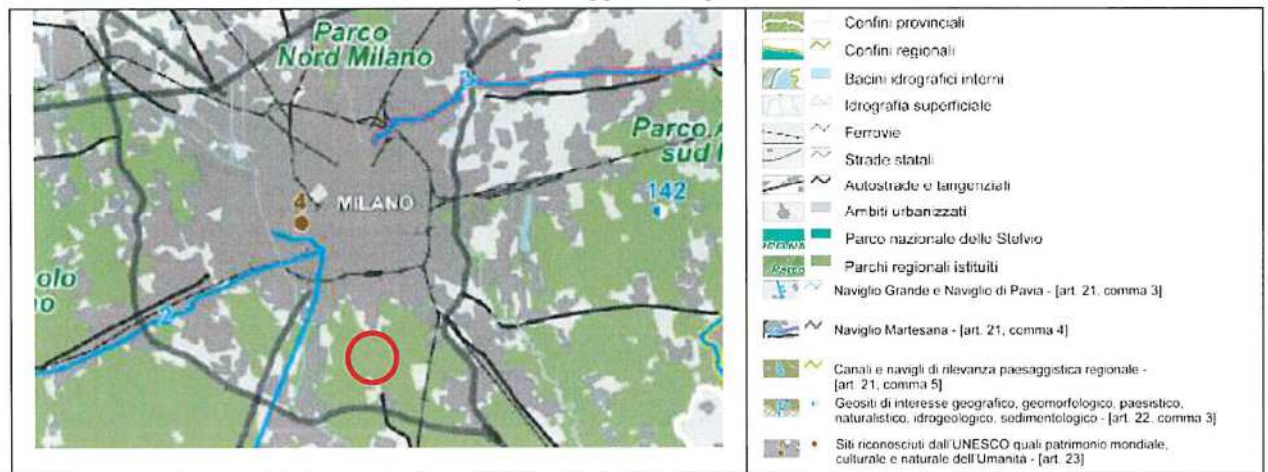 Parco
Nord Milano
3
Parco A
sud
142
4
MILANO
olo
no
2
Confini provinciali
Confini regionali
Bacini idrografici interni
Idrografia superficiale
Ferrovie
Strade statali
Autostrade e tangenziali
Ambiti urbanizzati
Parco nazionale dello Stelvio
Parchi regionali istituiti
Naviglio Grande e Naviglio di Pavia - [art. 21, comma 3]
Naviglio Martesana - [art. 21, comma 4]
Canali e navigli di rilevanza paesaggistica regionale -
[art. 21, comma 5]
Geositi di interesse geografico, geomorfologico, paesistico,
naturalistico, idrogeologico, sedimentologico - [art. 22, comma 3]
Siti riconosciuti dall'UNESCO quali patrimonio mondiale,
culturale e naturale dell'Umanità - [art. 23]